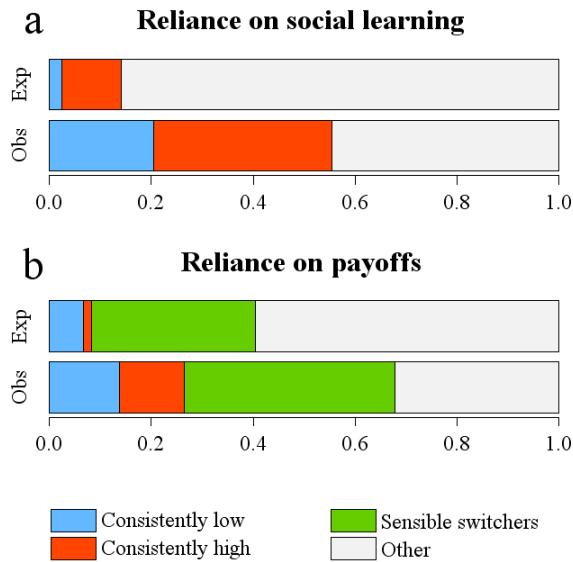 a Reliance on social learning
Exp
Obs
0.0 0.2 0.4 0.6 0.8 1.0
b Reliance on payoffs
Exp
Obs
0.0 0.2 0.4 0.6 0.8 1.0
Consistently low Sensible switchers
Consistently high Other